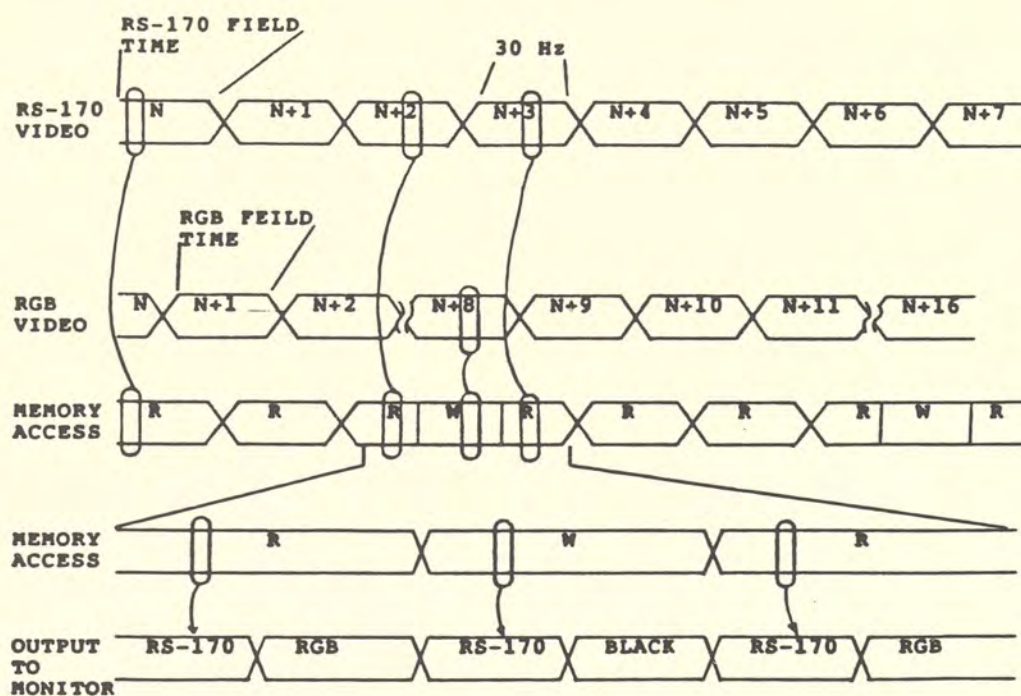 RS-170 FIELD
TIME
30 Hz
RS-170
VIDEO
N N+1 N+2 N+3 N+4 N+5 N+6 N+7
RGB FEILD
TIME
RGB
VIDEO
N N+1 N+2 N+8 N+9 N+10 N+11 N+16
MEMORY
ACCESS
R R R W R R R R W R
MEMORY
ACCESS
R W R
OUTPUT
TO
MONITOR
RS-170 RGB RS-170 BLACK RS-170 RGB